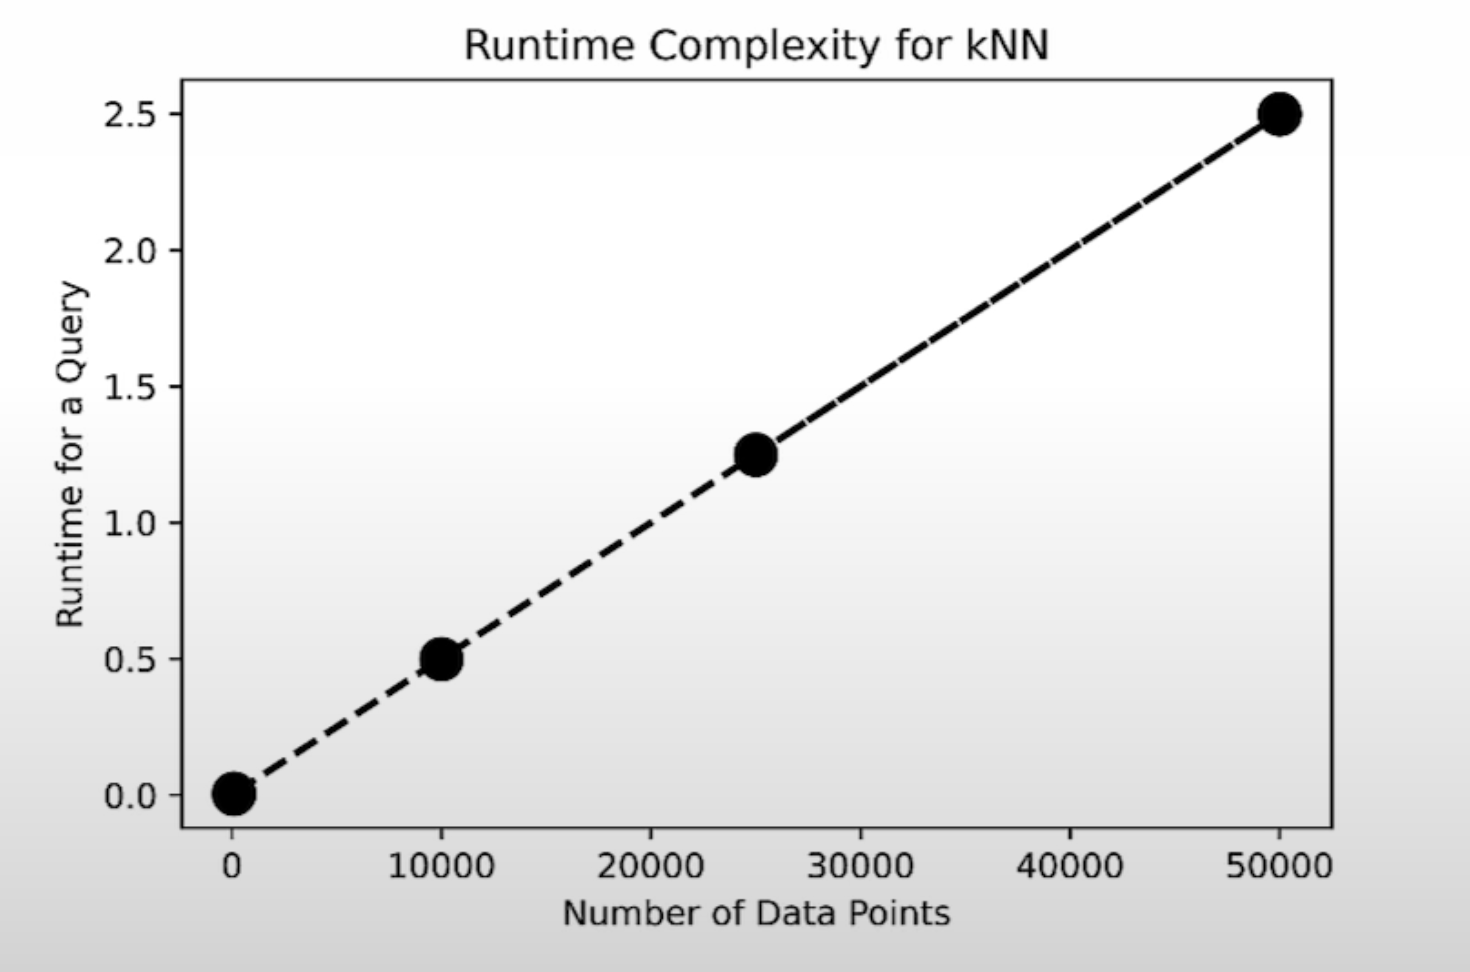 Runtime Complexity for kNN
2.5
2.0
1.5
1.0
0.5
0.0
Runtime for a Query
0 10000 20000 30000 40000 50000
Number of Data Points